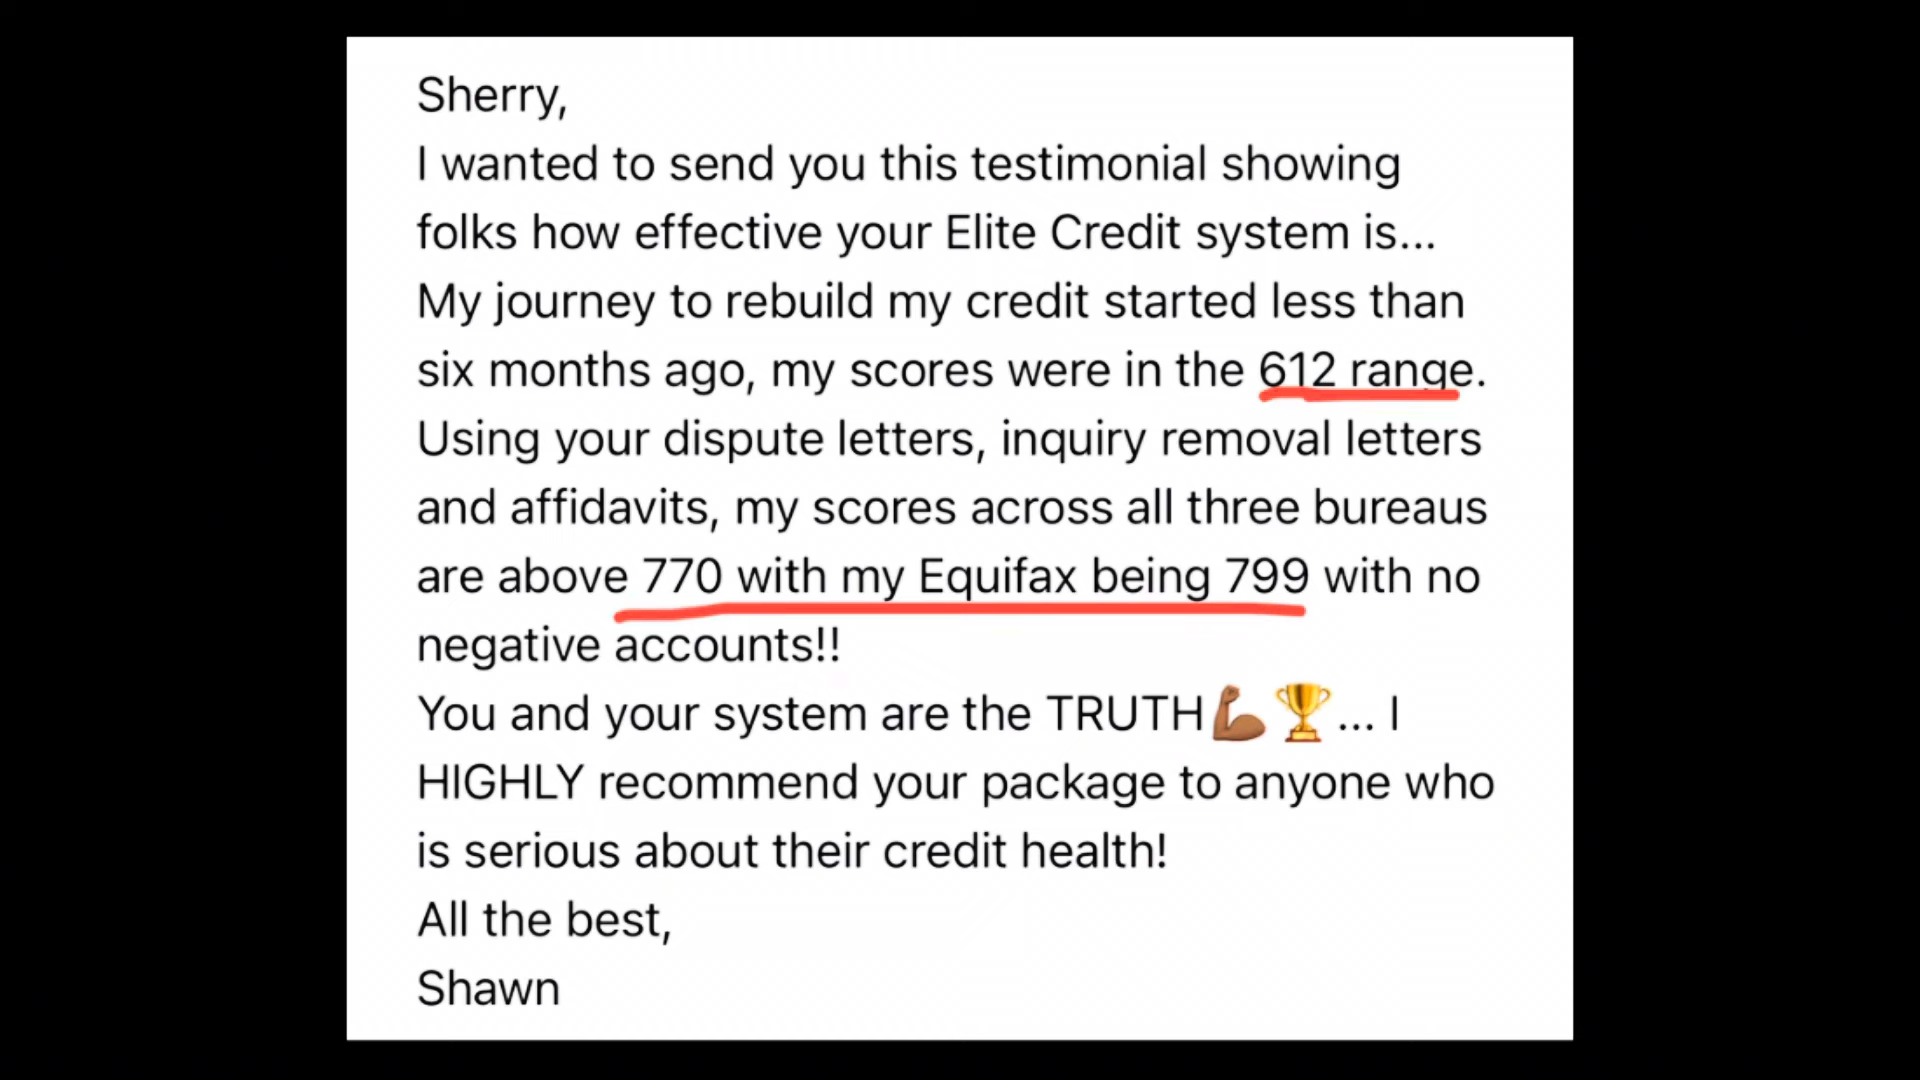 Sherry,
I wanted to send you this testimonial showing
folks how effective your Elite Credit system is...
My journey to rebuild my credit started less than
six months ago, my scores were in the 612 range.
Using your dispute letters, inquiry removal letters
and affidavits, my scores across all three bureaus
are above 770 with my Equifax being 799 with no
negative accounts!!
You and your system are the TRUTH💪🏾🏆... I
HIGHLY recommend your package to anyone who
is serious about their credit health!
All the best,
Shawn